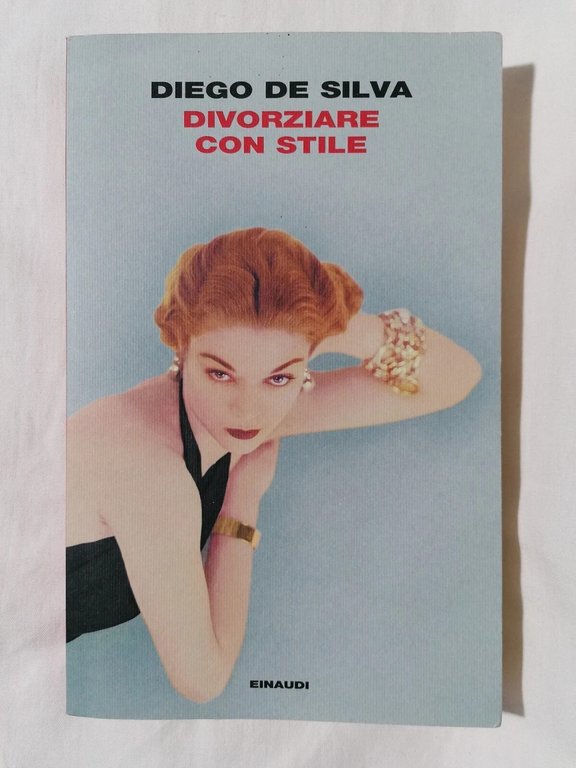 DIEGO DE SILVA
DIVORZIARE
CON STILE
EINAUDI